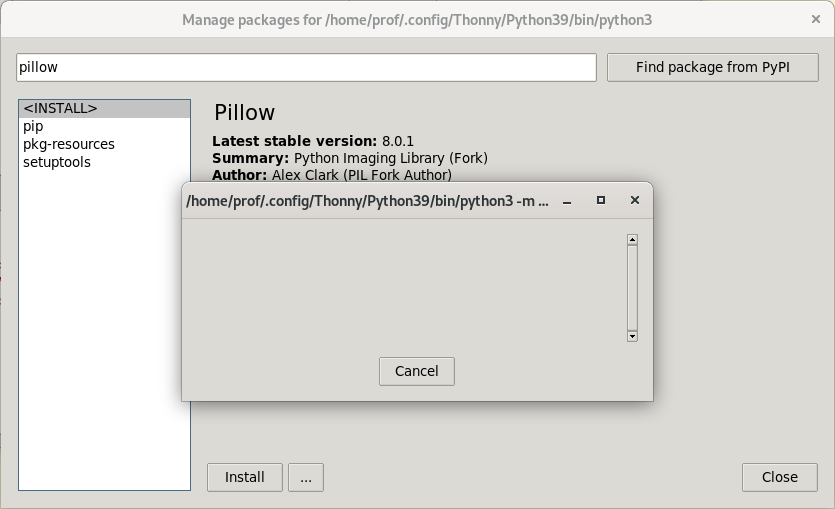 Manage packages for /home/prof/.config/Thonny/Python39/bin/python3
pillow
Find package from PyPI
<INSTALL>
pip
pkg-resources
setuptools
Pillow
Latest stable version: 8.0.1
Summary: Python Imaging Library (Fork)
Author: Alex Clark (PIL Fork Author)
/home/prof/.config/Thonny/Python39/bin/python3 -m ...
Cancel
Install
...
Close